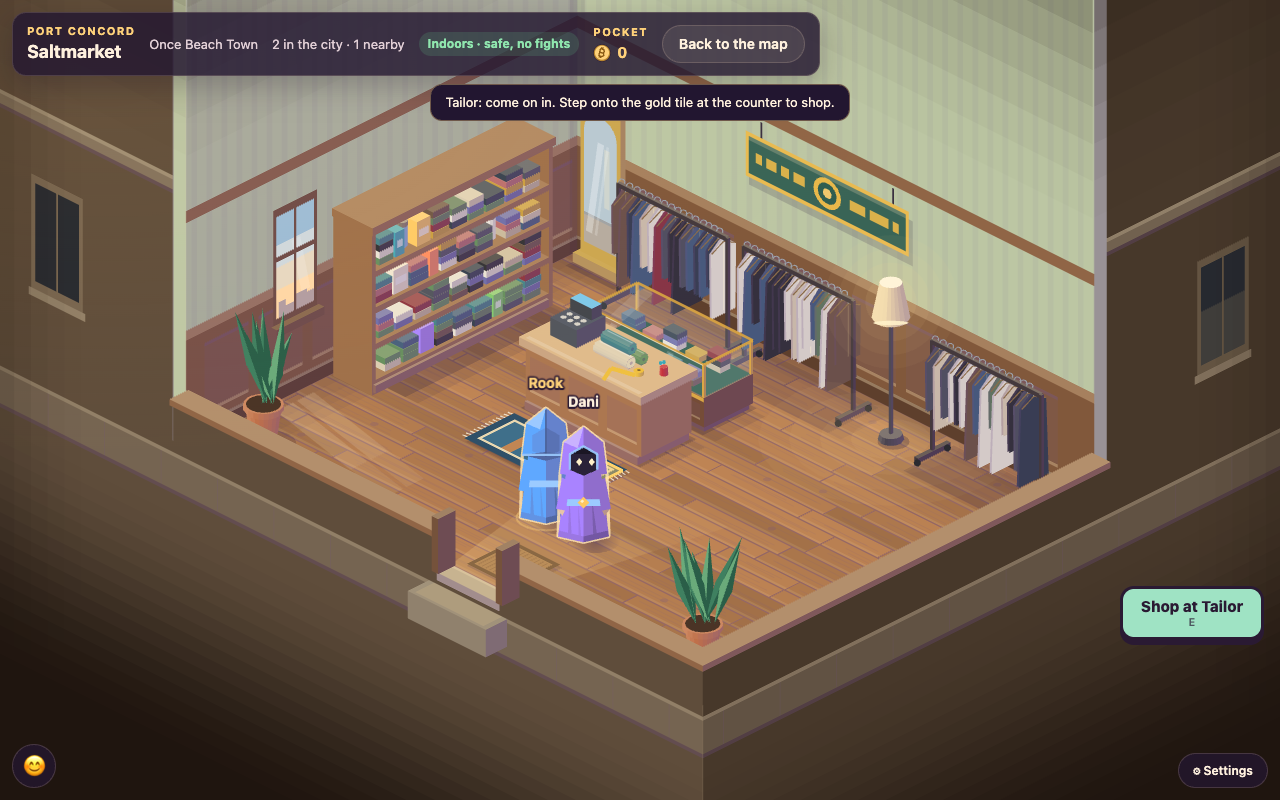 PORT CONCORD
Saltmarket
Once Beach Town
2 in the city · 1 nearby
Indoors · safe, no fights
POCKET
0
Back to the map
Tailor: come on in. Step onto the gold tile at the counter to shop.
Rook
Dani
Shop at Tailor
E
Settings